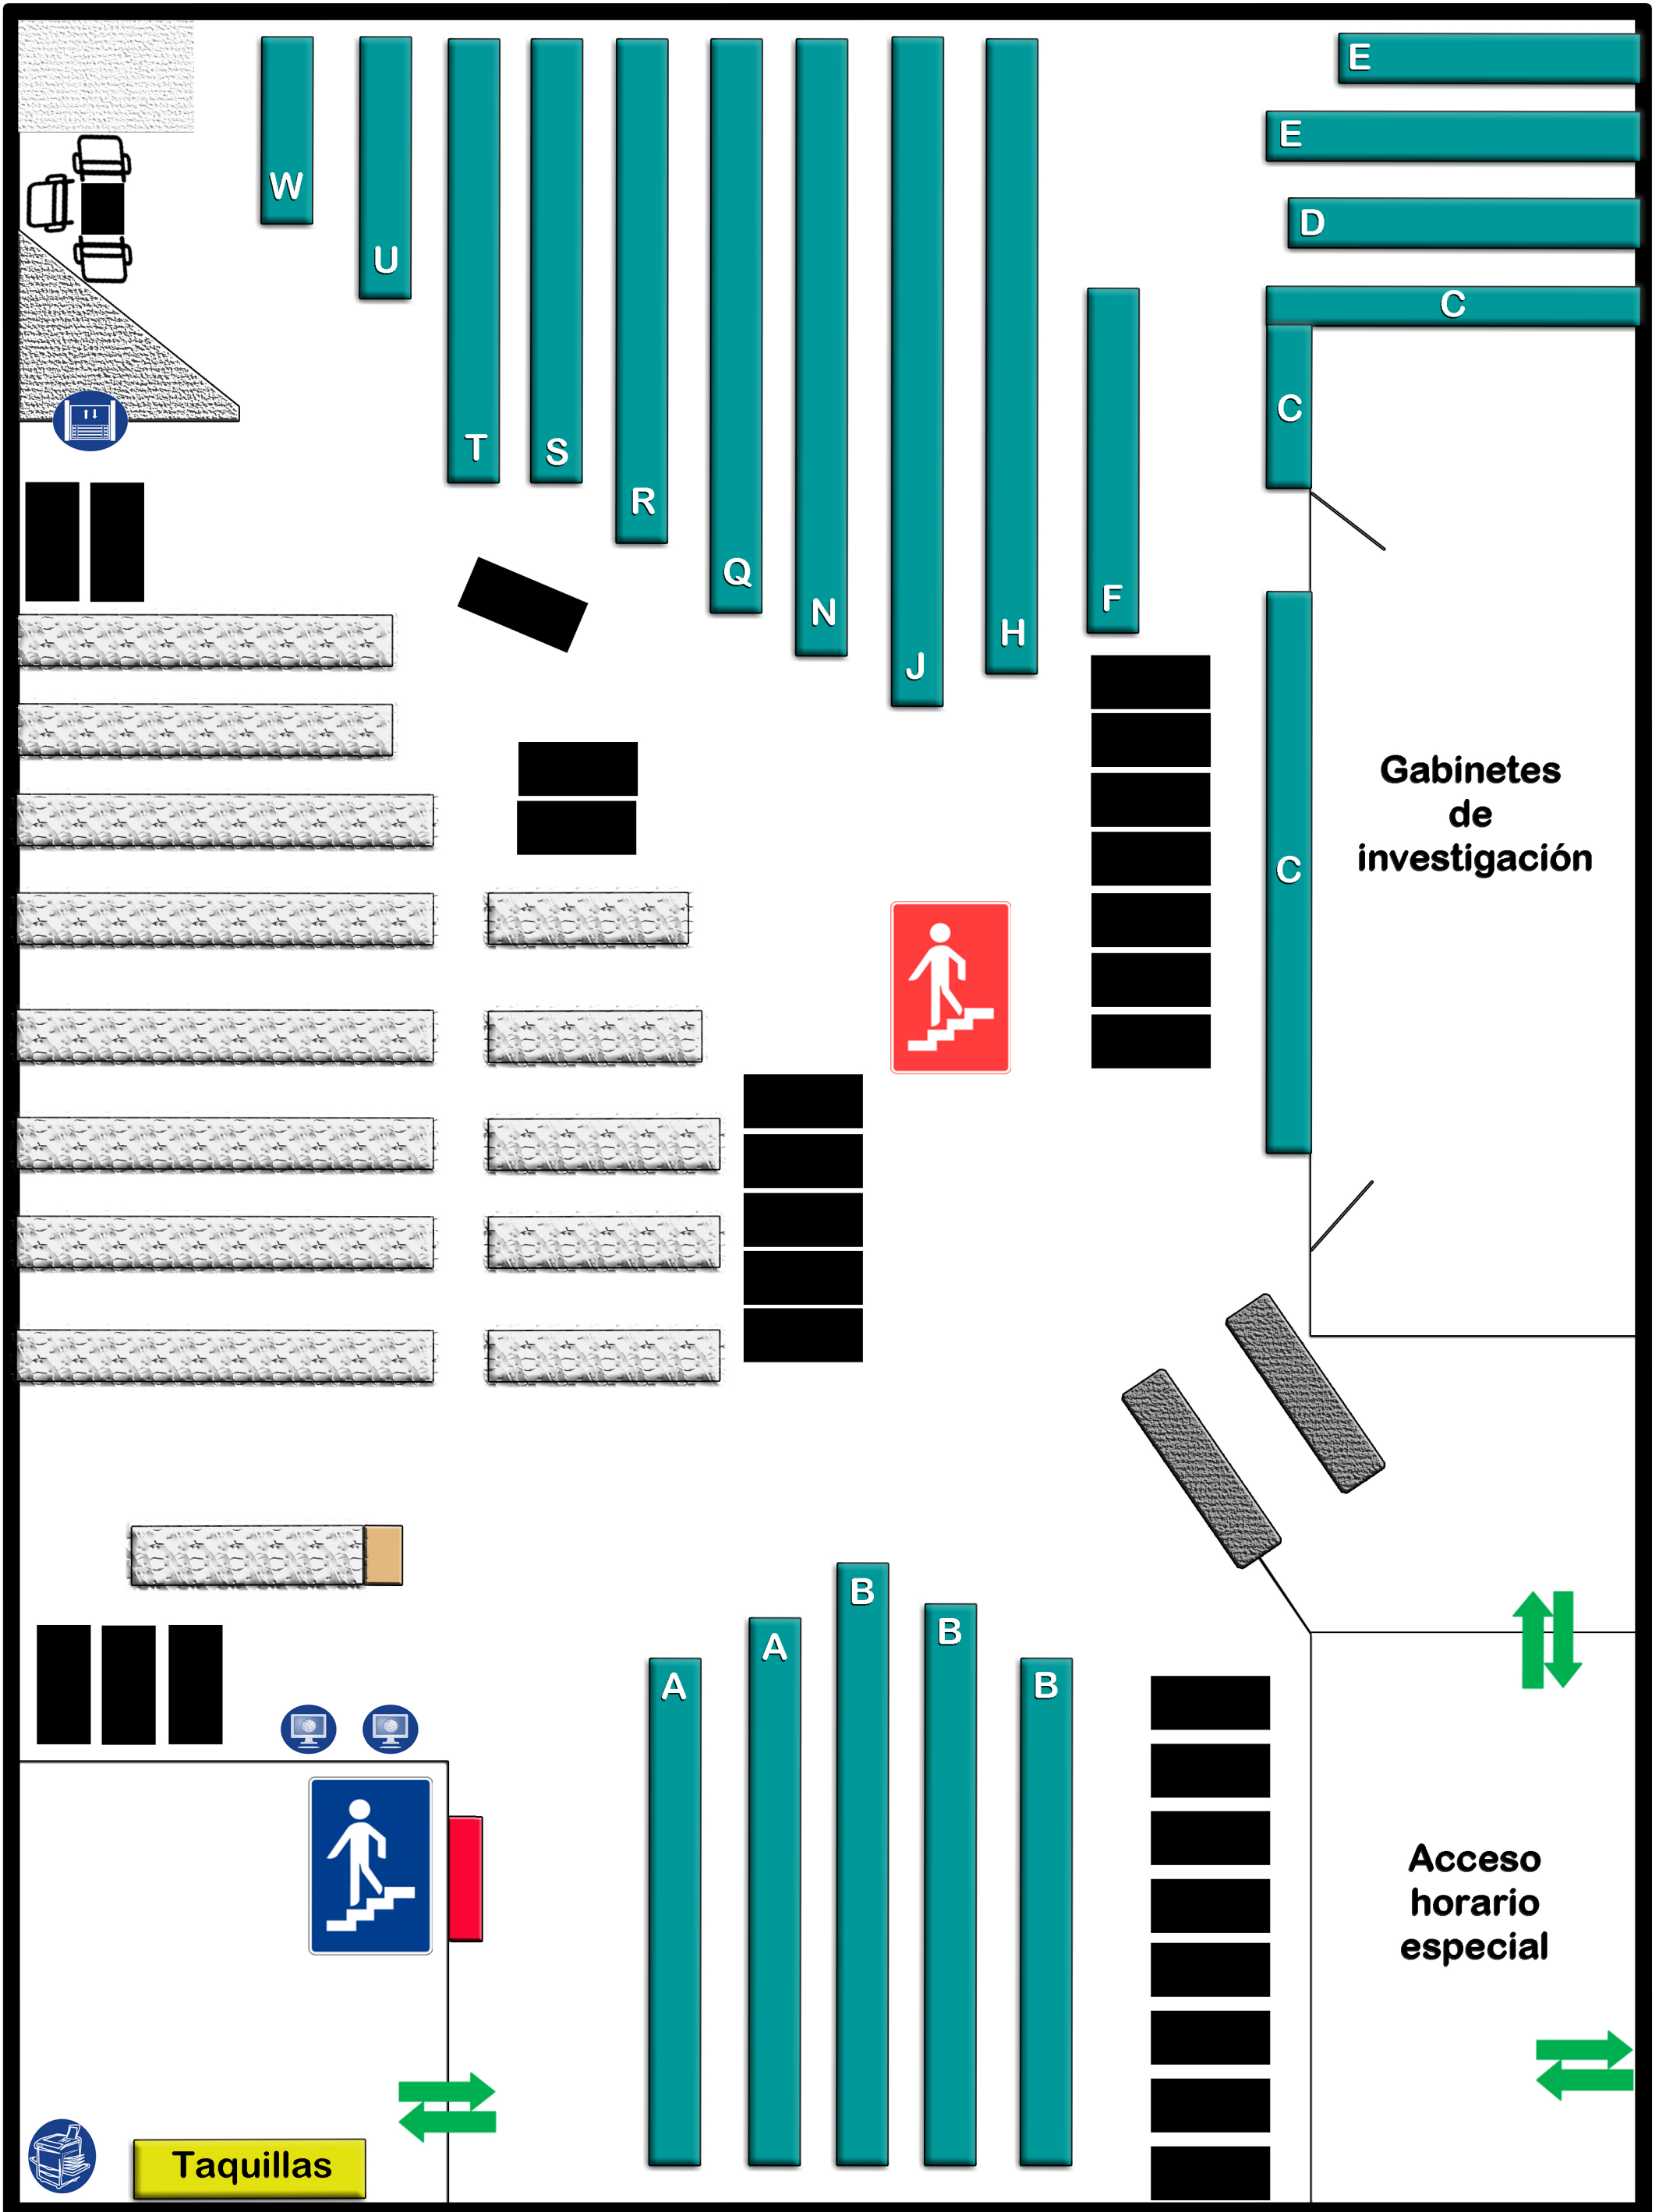 E
E
W
D
U
C
C
T
S
R
Q
F
N
H
J
Gabinetes
de
investigación
C
B
B
A
A
B
Acceso
horario
especial
Taquillas